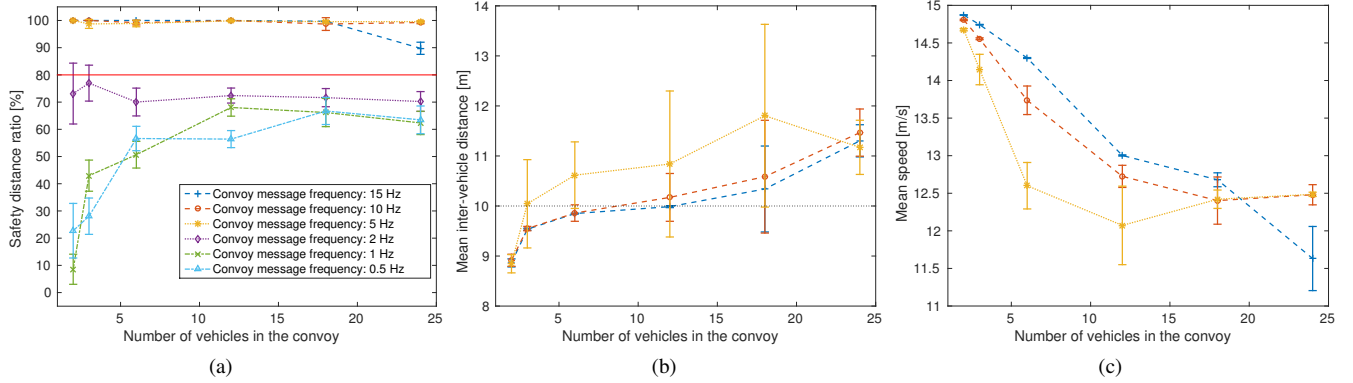 100
90
80
70
60
50
40
30
20
10
0
Safety distance ratio [%]
Convoy message frequency: 15 Hz
Convoy message frequency: 10 Hz
Convoy message frequency: 5 Hz
Convoy message frequency: 2 Hz
Convoy message frequency: 1 Hz
Convoy message frequency: 0.5 Hz
5 10 15 20 25
Number of vehicles in the convoy
(a)
14
13
12
11
10
9
8
Mean inter-vehicle distance [m]
5 10 15 20 25
Number of vehicles in the convoy
(b)
15
14.5
14
13.5
13
12.5
12
11.5
11
Mean speed [m/s]
5 10 15 20 25
Number of vehicles in the convoy
(c)